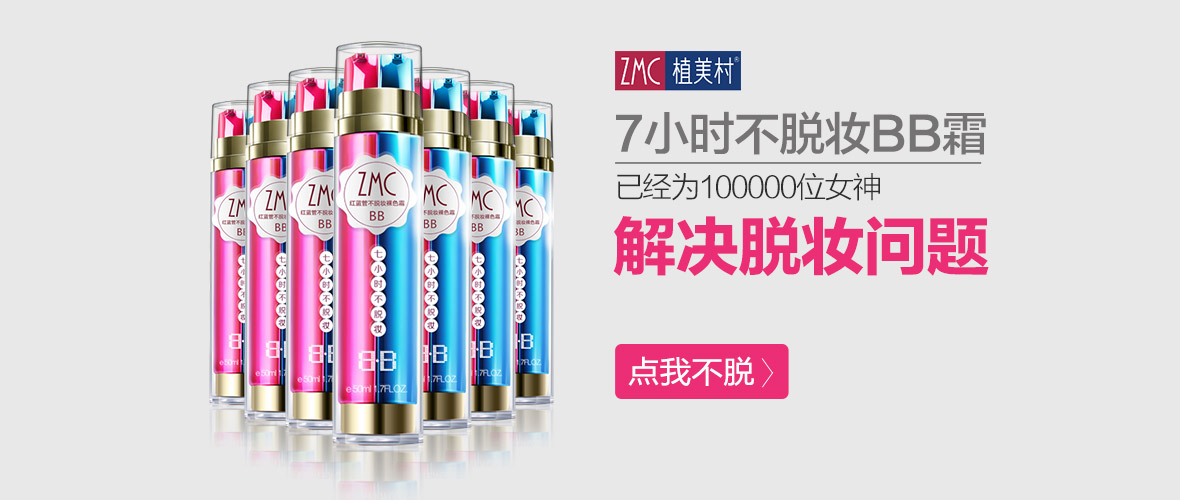 ZMC 植美村®
7小时不脱妆BB霜
已经为100000位女神
解决脱妆问题
点我不脱 〉
ZMC
红蓝管不脱妆裸色霜
BB
七小时不脱妆
B·B
e 50ml 1.7FL.OZ.